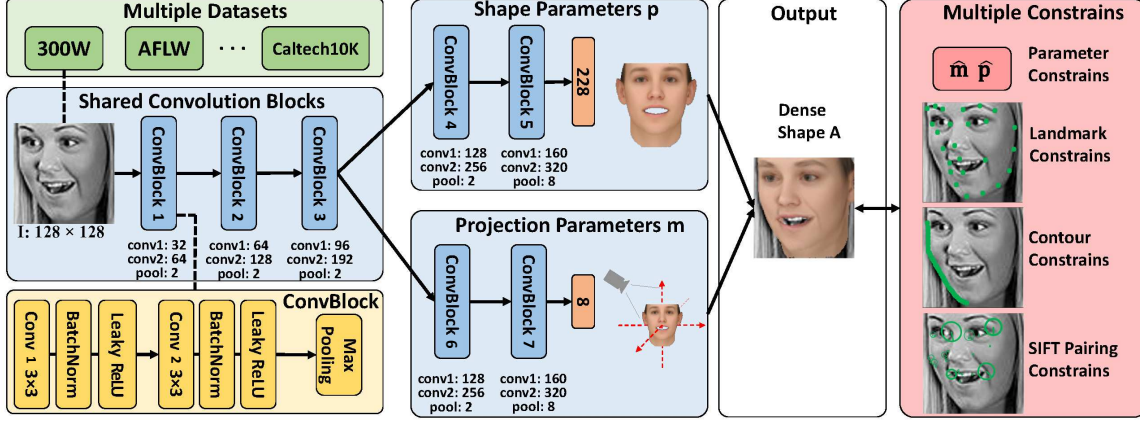 Multiple Datasets
300W
AFLW
· · ·
Caltech10K
Shared Convolution Blocks
I: 128 × 128
ConvBlock 1
ConvBlock 2
ConvBlock 3
conv1: 32
conv2: 64
pool: 2
conv1: 64
conv2: 128
pool: 2
conv1: 96
conv2: 192
pool: 2
ConvBlock
Conv 1 3×3
BatchNorm
Leaky ReLU
Conv 2 3×3
BatchNorm
Leaky ReLU
Max
Pooling
Shape Parameters p
ConvBlock 4
ConvBlock 5
228
conv1: 128
conv2: 256
pool: 2
conv1: 160
conv2: 320
pool: 8
Projection Parameters m
ConvBlock 6
ConvBlock 7
8
conv1: 128
conv2: 256
pool: 2
conv1: 160
conv2: 320
pool: 8
Output
Dense
Shape A
Multiple Constrains
m̂ p̂
Parameter
Constrains
Landmark
Constrains
Contour
Constrains
SIFT Pairing
Constrains